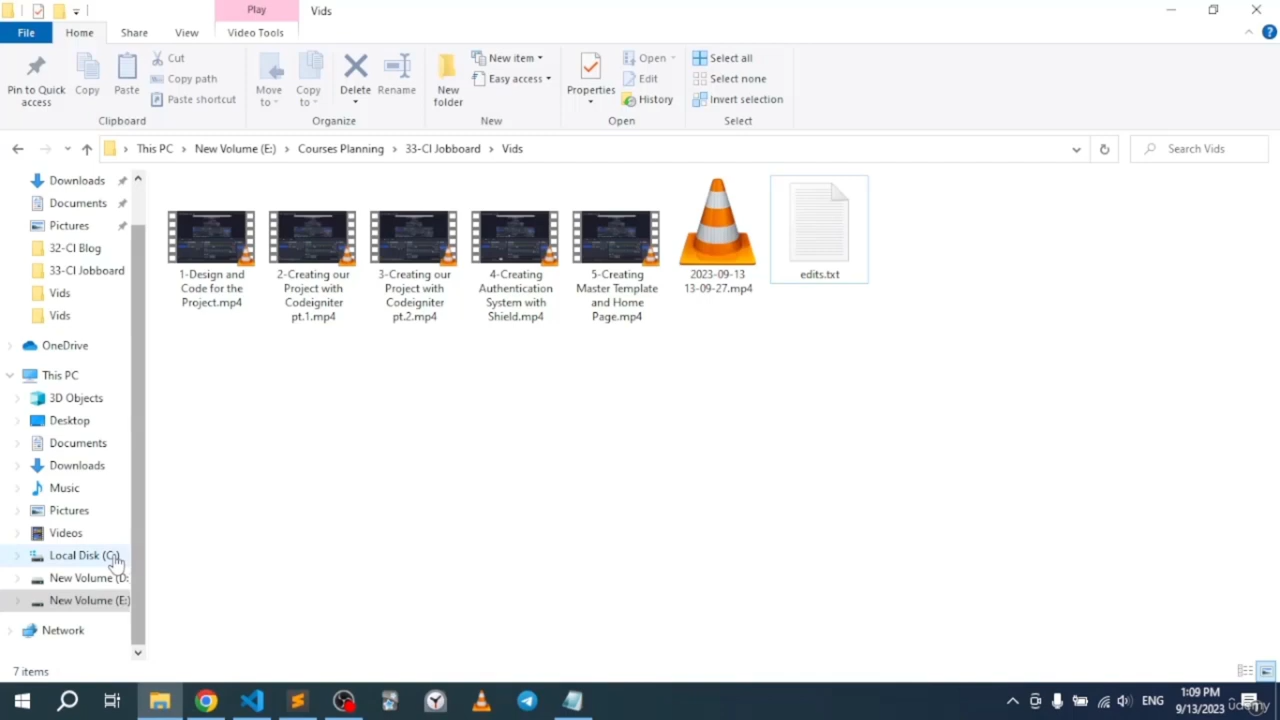 Play
Vids
File
Home
Share
View
Video Tools
Pin to Quick access
Copy
Paste
Cut
Copy path
Paste shortcut
Clipboard
Move to
Copy to
Delete
Rename
Organize
New folder
New item
Easy access
New
Properties
Open
Edit
History
Open
Select all
Select none
Invert selection
Select
This PC
New Volume (E:)
Courses Planning
33-CI Jobboard
Vids
Search Vids
Downloads
Documents
Pictures
32-CI Blog
33-CI Jobboard
Vids
Vids
OneDrive
This PC
3D Objects
Desktop
Documents
Downloads
Music
Pictures
Videos
Local Disk (C:)
New Volume (D:
New Volume (E:)
Network
1-Design and
Code for the
Project.mp4
2-Creating our
Project with
Codeigniter
pt.1.mp4
3-Creating our
Project with
Codeigniter
pt.2.mp4
4-Creating
Authentication
System with
Shield.mp4
5-Creating
Master Template
and Home
Page.mp4
2023-09-13
13-09-27.mp4
edits.txt
7 items
ENG
1:09 PM
9/13/2023
udemy